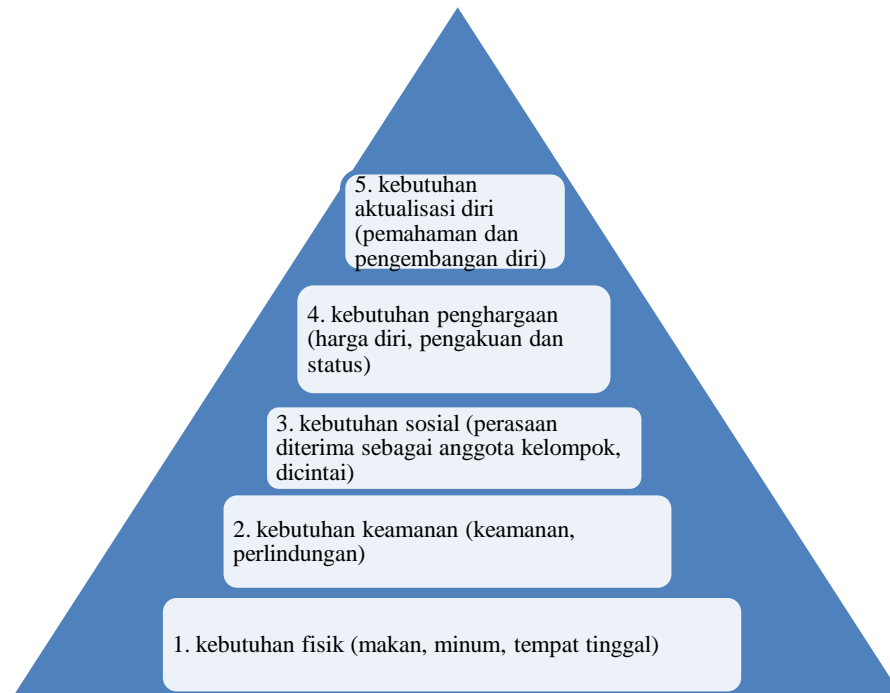 5. kebutuhan
aktualisasi diri
(pemahaman dan
pengembangan diri)
4. kebutuhan penghargaan
(harga diri, pengakuan dan
status)
3. kebutuhan sosial (perasaan
diterima sebagai anggota kelompok,
dicintai)
2. kebutuhan keamanan (keamanan,
perlindungan)
1. kebutuhan fisik (makan, minum, tempat tinggal)